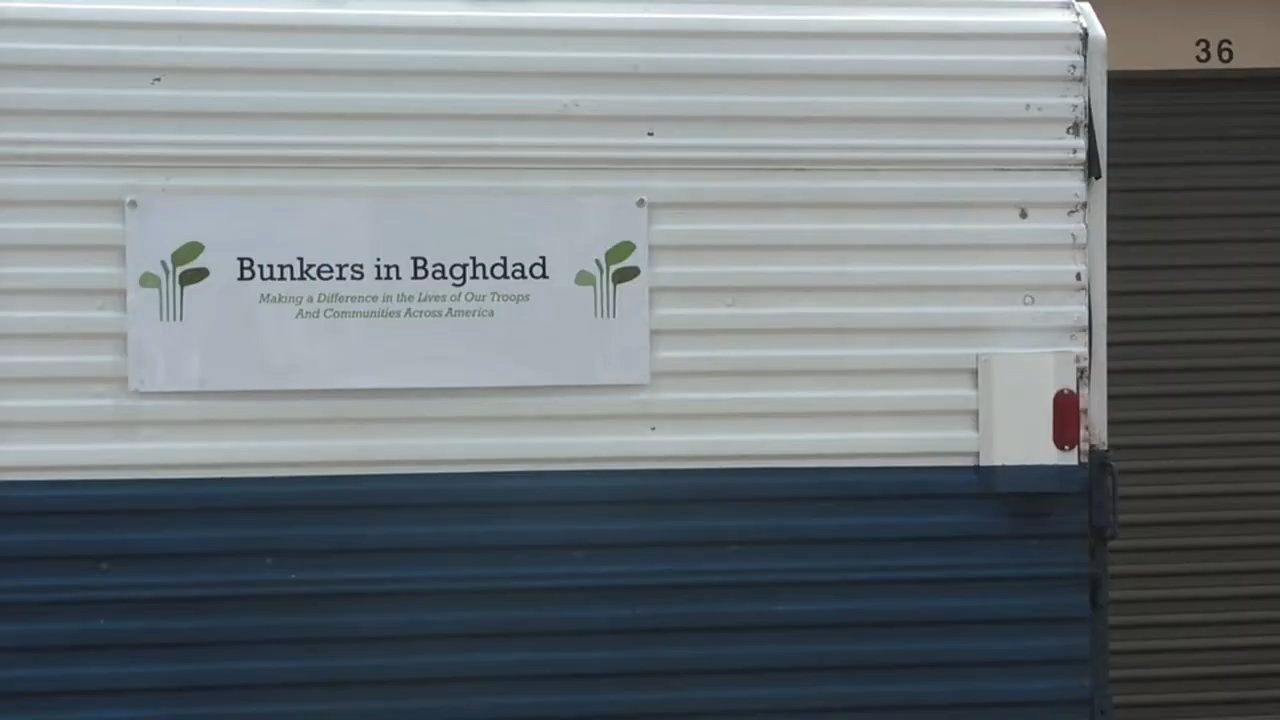 36
Bunkers in Baghdad
Making a Difference in the Lives of Our Troops
And Communities Across America